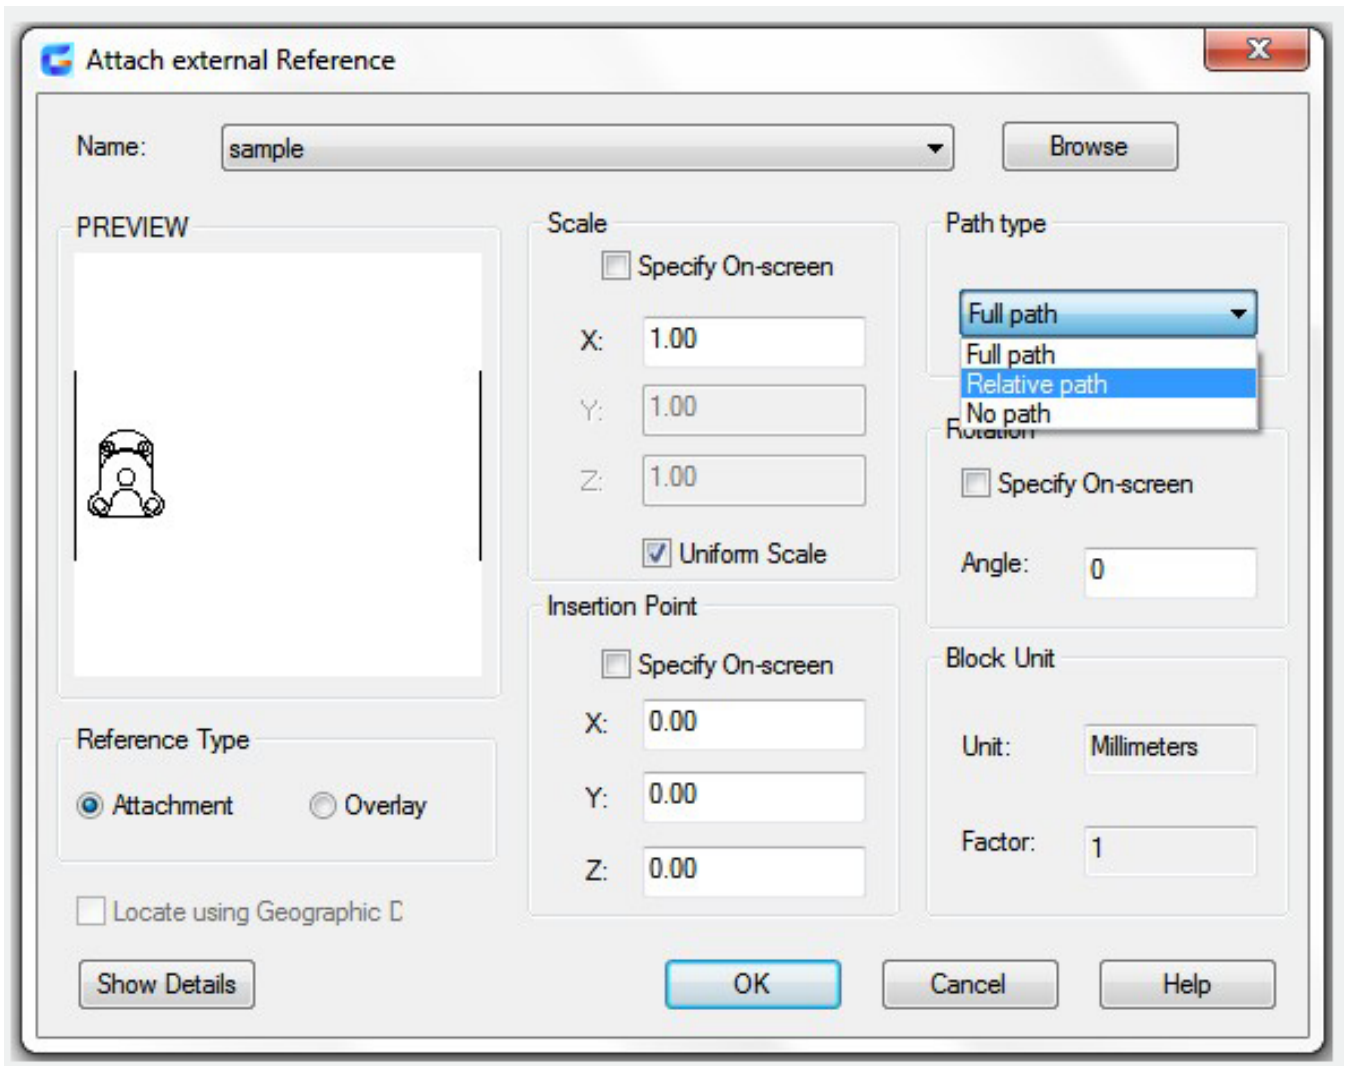 Attach external Reference
Name:
sample
Browse
PREVIEW
Scale
Specify On-screen
X: 1.00
Y: 1.00
Z: 1.00
Uniform Scale
Path type
Full path
Full path
Relative path
No path
Rotation
Specify On-screen
Angle: 0
Insertion Point
Specify On-screen
X: 0.00
Y: 0.00
Z: 0.00
Block Unit
Unit: Millimeters
Factor: 1
Reference Type
Attachment
Overlay
Locate using Geographic D
Show Details
OK
Cancel
Help